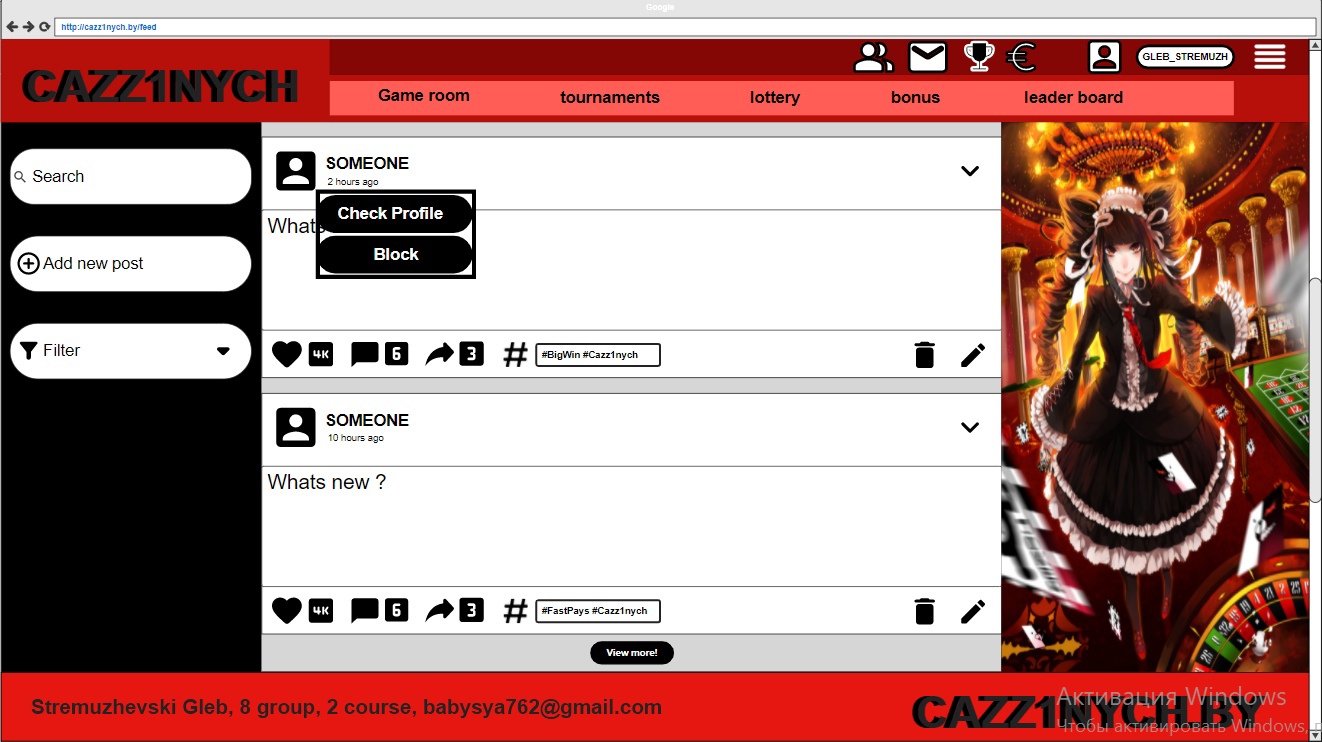 Google
http://cazz1nych.by/feed
CAZZ1NYCH
GLEB_STREMUZH
Game room
tournaments
lottery
bonus
leader board
Search
Add new post
Filter
SOMEONE
2 hours ago
Check Profile
Block
Whats
4K
6
3
#BigWin #Cazz1nych
SOMEONE
10 hours ago
Whats new ?
4K
6
3
#FastPays #Cazz1nych
View more!
Stremuzhevski Gleb, 8 group, 2 course, babysya762@gmail.com
CAZZ1NYCH.BY
Активация Windows
Чтобы активировать Windows,